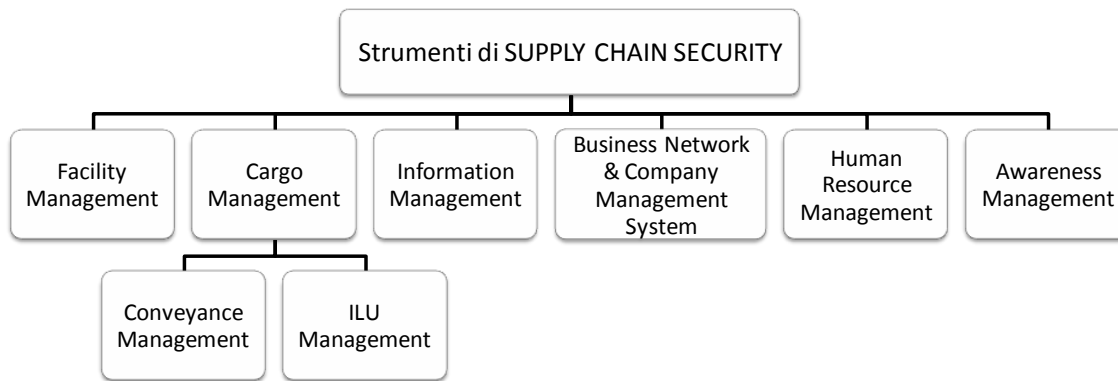 Strumenti di SUPPLY CHAIN SECURITY
Facility
Management
Cargo
Management
Information
Management
Business Network
& Company
Management
System
Human
Resource
Management
Awareness
Management
Conveyance
Management
ILU
Management